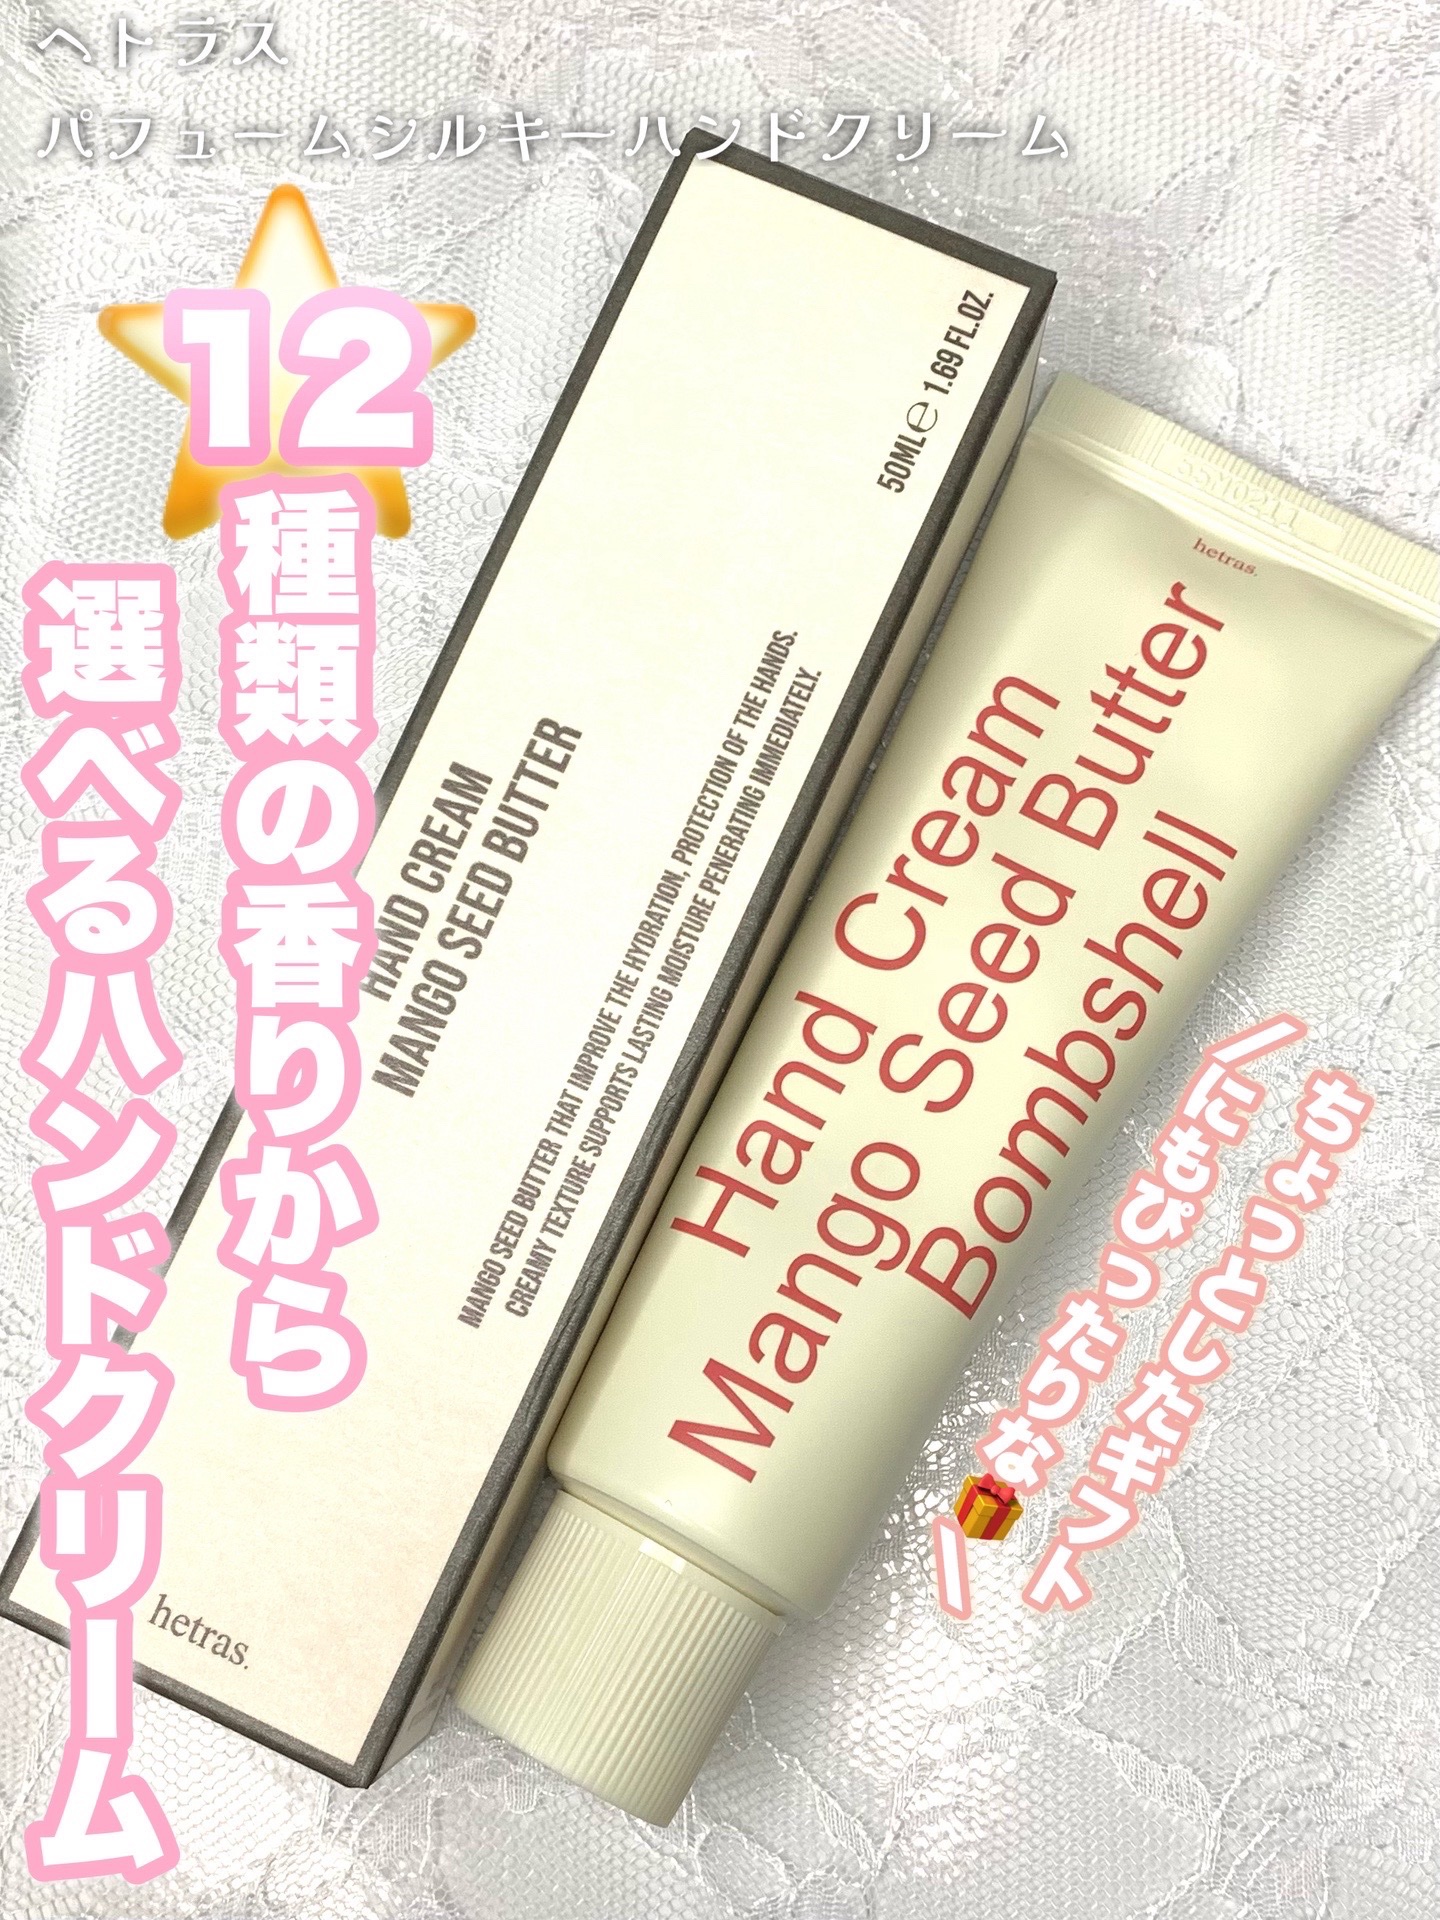 ヘトラス
パフュームシルキーハンドクリーム
12
種類の香りから
選べるハンドクリーム
50ML℮ 1.69 FL.OZ.
HAND CREAM
MANGO SEED BUTTER
MANGO SEED BUTTER THAT IMPROVE THE HYDRATION, PROTECTION OF THE HANDS.
CREAMY TEXTURE SUPPORTS LASTING MOISTURE PENERATING IMMEDIATELY.
hetras.
hetras.
Hand Cream
Mango Seed Butter
Bombshell
ちょっとしたギフト
にもぴったりな🎁